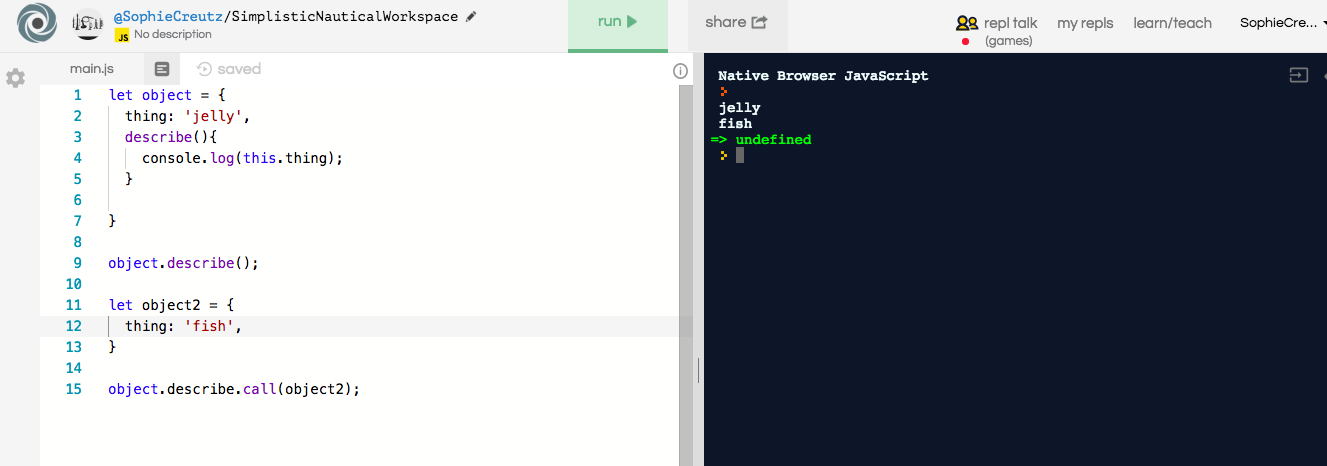 @SophieCreutz/SimplisticNauticalWorkspace
JS No description
run
share
repl talk
(games)
my repls
learn/teach
SophieCre...
main.js
saved
1 let object = {
2 thing: 'jelly',
3 describe(){
4 console.log(this.thing);
5 }
6
7 }
8
9 object.describe();
10
11 let object2 = {
12 thing: 'fish',
13 }
14
15 object.describe.call(object2);
Native Browser JavaScript
>
jelly
fish
=> undefined
>